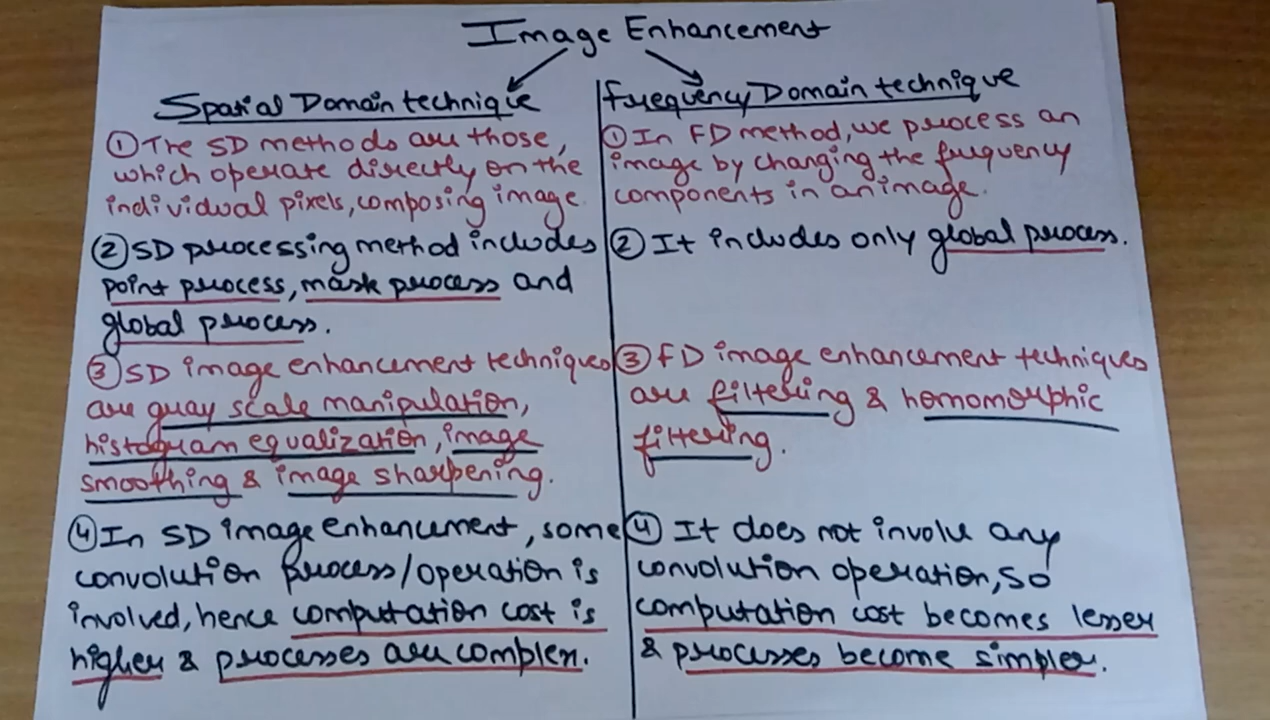 Image Enhancement
Spatial Domain technique
① The SD methods are those,
which operate directly on the
individual pixels, composing image.
② SD processing method includes
point process, mask process and
global process.
③ SD image enhancement techniques
are gray scale manipulation,
histogram equalization, image
smoothing & image sharpening.
④ In SD image enhancement, some
convolution process/operation is
involved, hence computation cost is
higher & processes are complex.
Frequency Domain technique
① In FD method, we process an
image by changing the frequency
components in an image.
② It includes only global process.
③ FD image enhancement techniques
are filtering & homomorphic
filtering.
④ It does not involve any
convolution operation, so
computation cost becomes lesser
& processes become simpler.